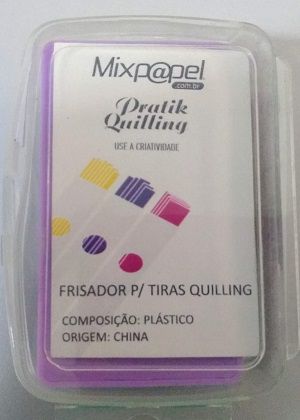 Mixp@pel
.com.br
Pratik
Quilling
USE A CRIATIVIDADE
FRISADOR P/ TIRAS QUILLING
COMPOSIÇÃO: PLÁSTICO
ORIGEM: CHINA